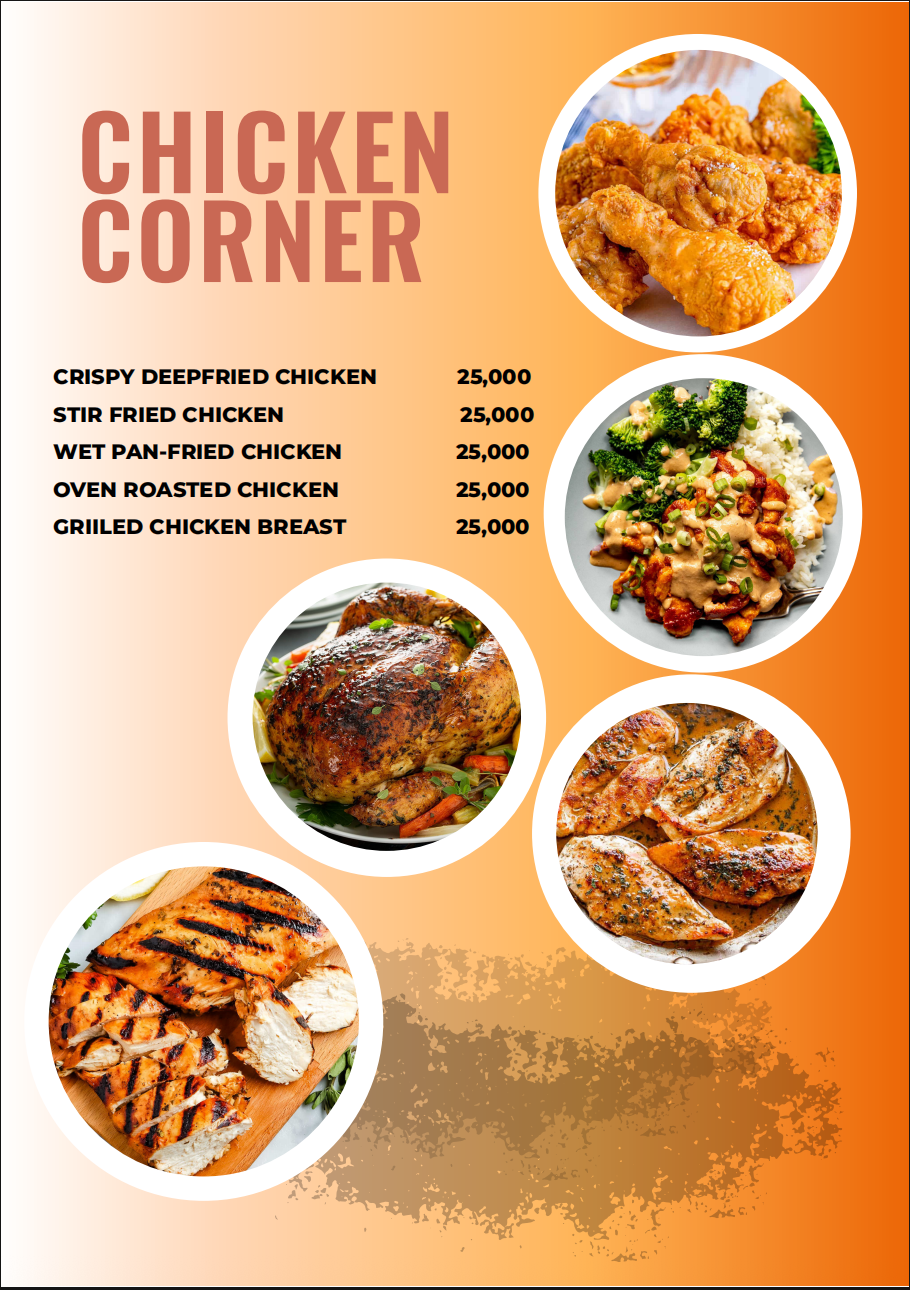 CHICKEN
CORNER
CRISPY DEEPFRIED CHICKEN 25,000
STIR FRIED CHICKEN 25,000
WET PAN-FRIED CHICKEN 25,000
OVEN ROASTED CHICKEN 25,000
GRIILED CHICKEN BREAST 25,000